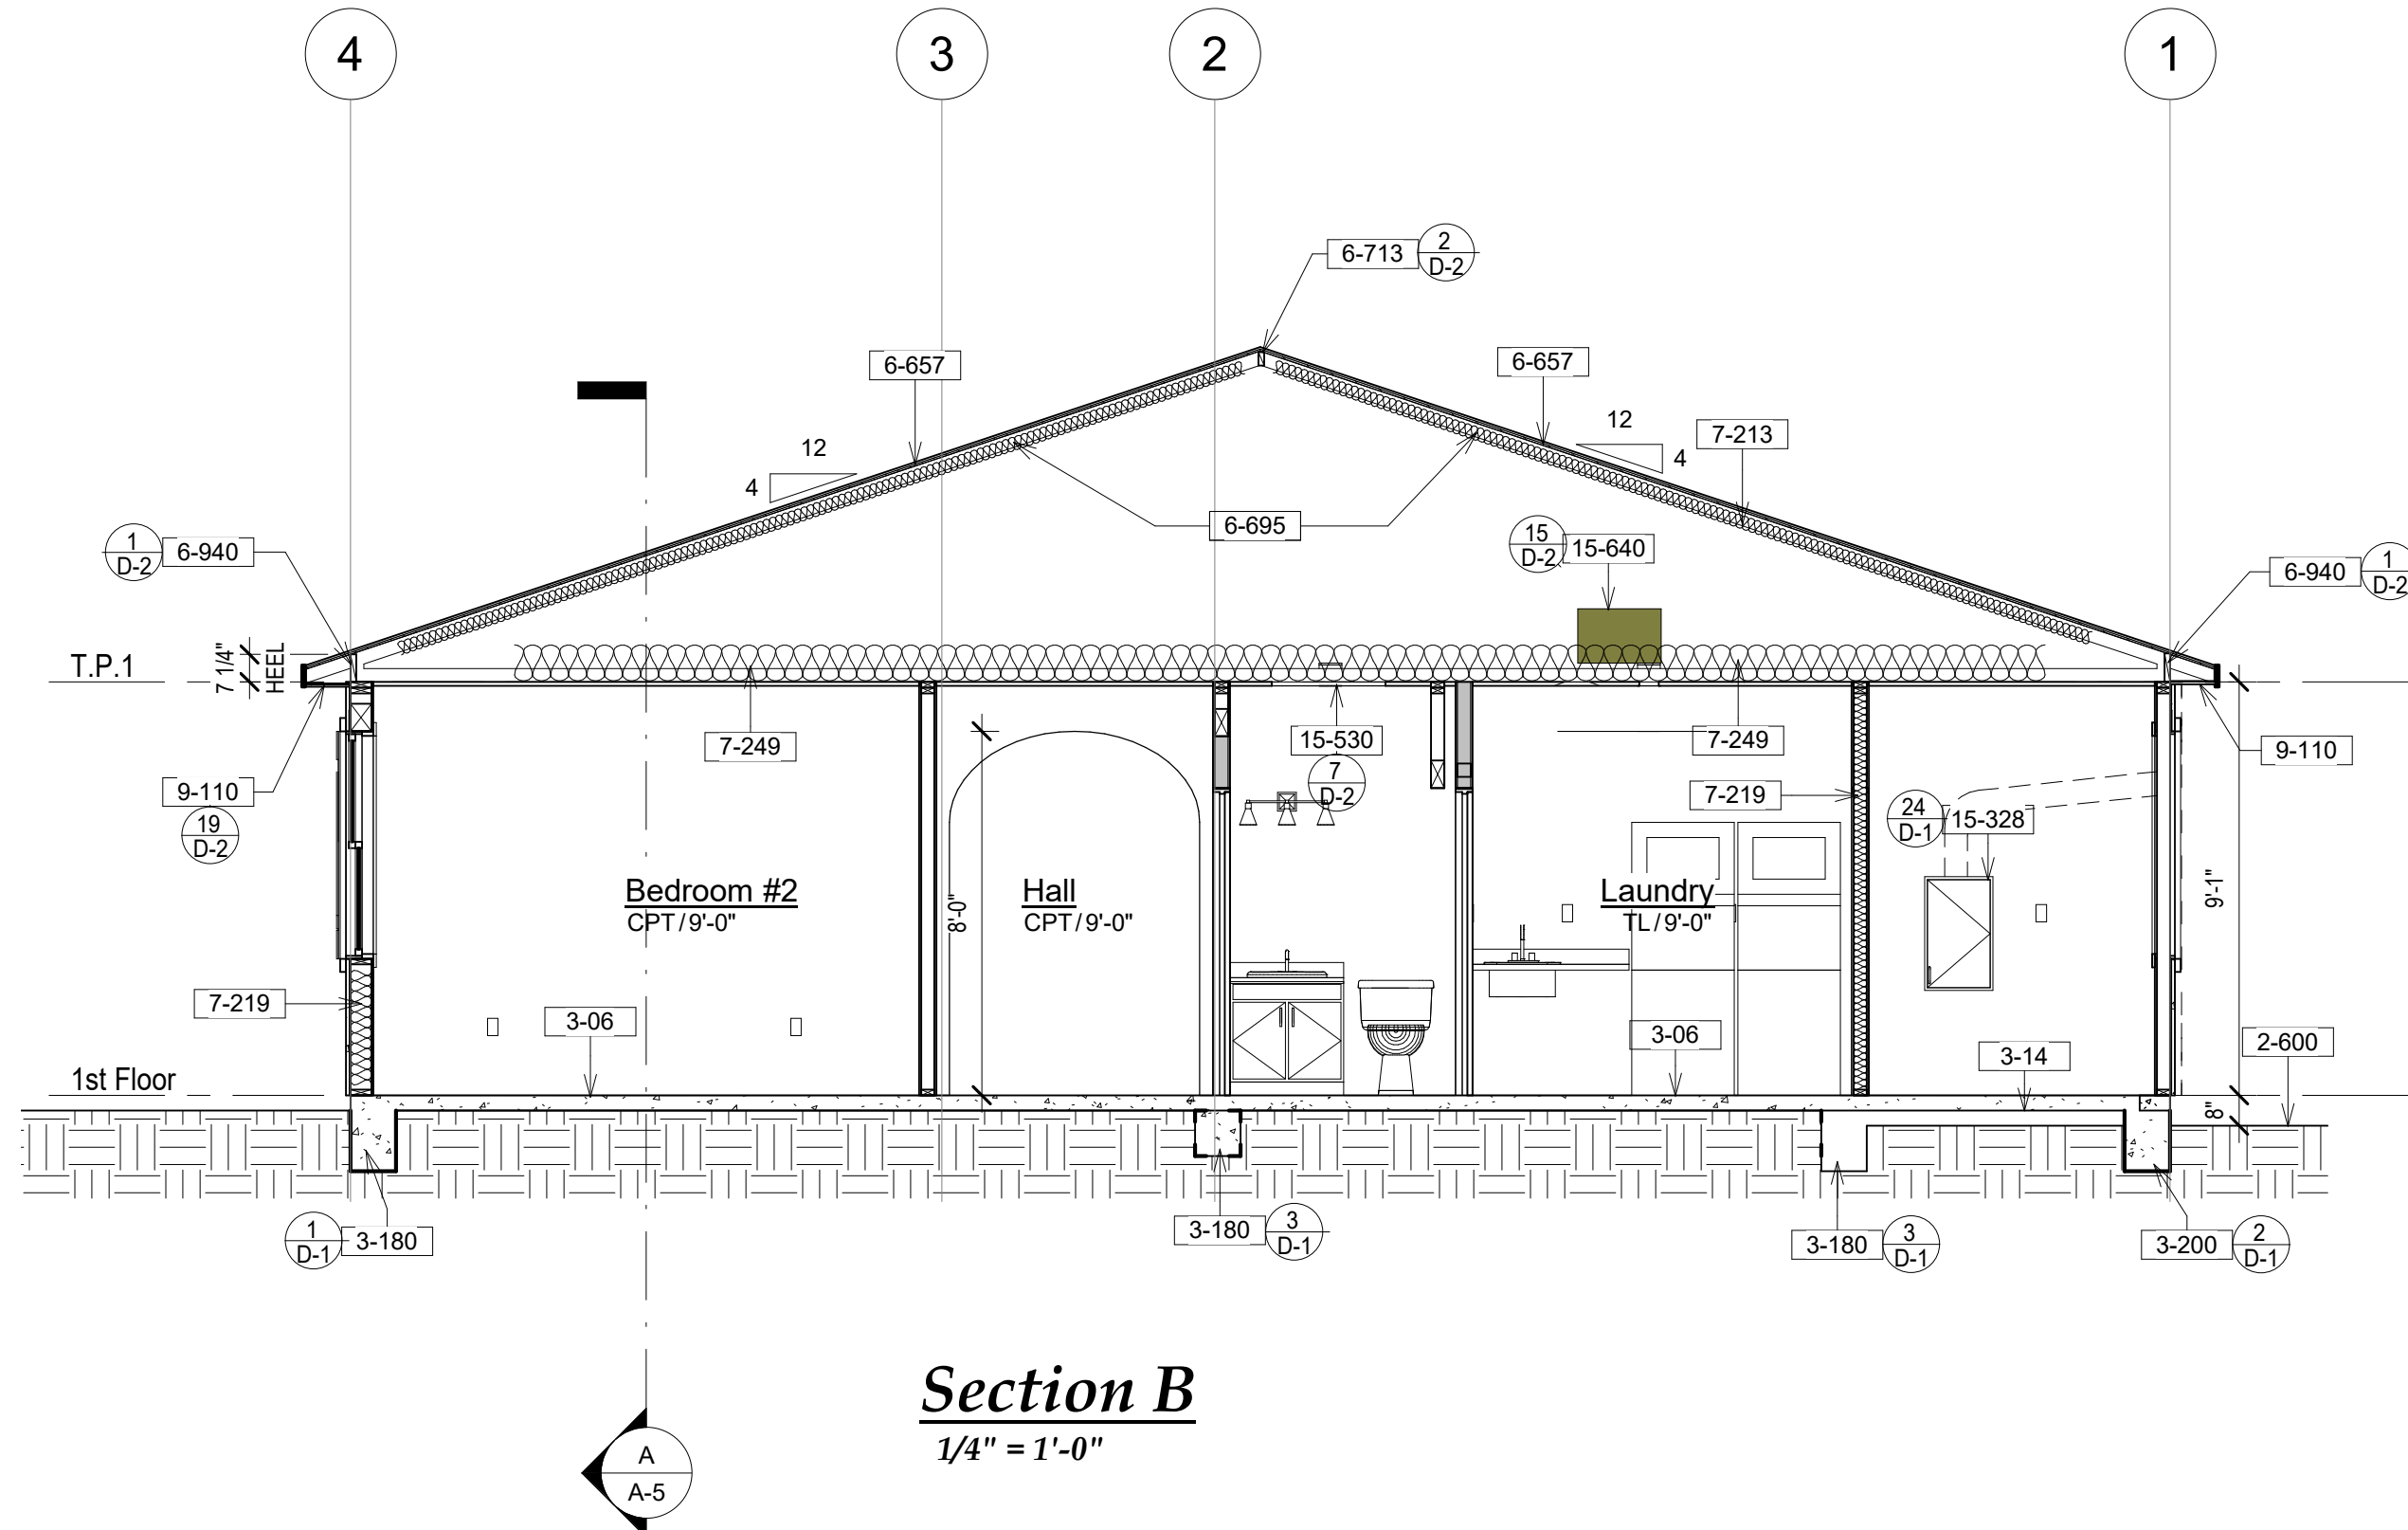 4
3
2
1
6-713
2
D-2
6-657
6-657
12
4
12
4
7-213
6-695
15
D-2
15-640
1
D-2
6-940
6-940
1
D-2
T.P.1
7 1/4"
HEEL
7-249
15-530
7
D-2
7-249
9-110
9-110
19
D-2
7-219
24
D-1
15-328
Bedroom #2
CPT/9'-0"
8'-0"
Hall
CPT/9'-0"
Laundry
TL/9'-0"
9'-1"
7-219
3-06
3-06
3-14
2-600
1st Floor
8"
1
D-1
3-180
3-180
3
D-1
3-180
3
D-1
3-200
2
D-1
Section B
1/4" = 1'-0"
A
A-5